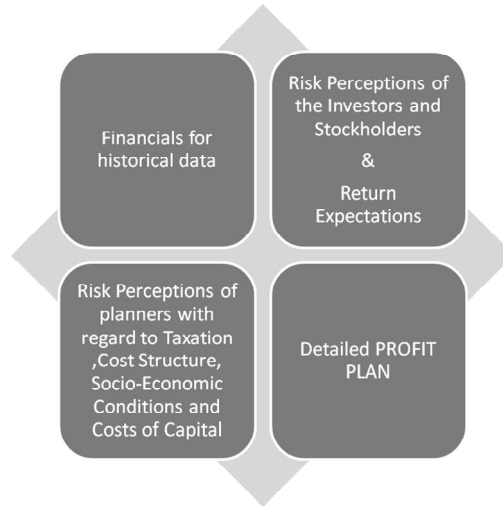 Financials for
historical data
Risk Perceptions of
the Investors and
Stockholders
&
Return
Expectations
Risk Perceptions of
planners with
regard to Taxation
,Cost Structure,
Socio-Economic
Conditions and
Costs of Capital
Detailed PROFIT
PLAN